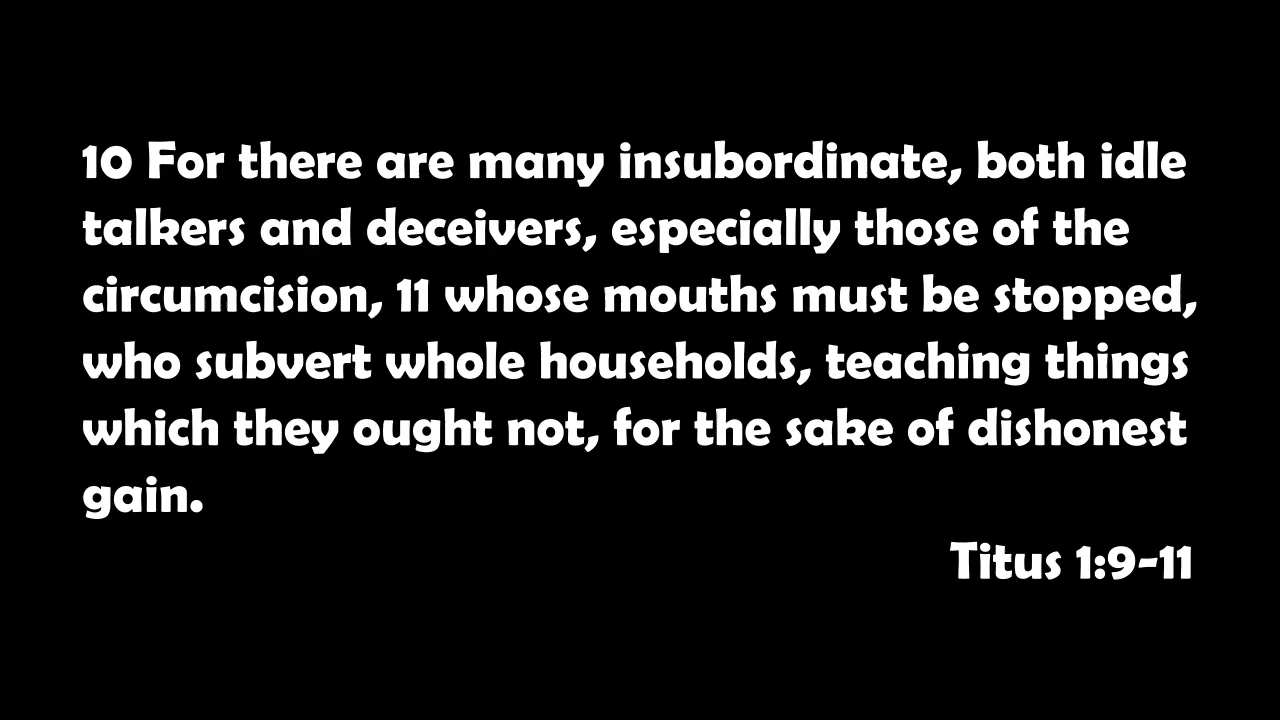 10 For there are many insubordinate, both idle
talkers and deceivers, especially those of the
circumcision, 11 whose mouths must be stopped,
who subvert whole households, teaching things
which they ought not, for the sake of dishonest
gain.
Titus 1:9-11